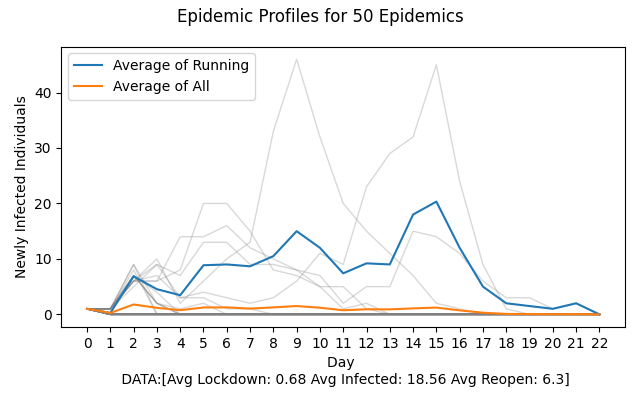 Epidemic Profiles for 50 Epidemics
Average of Running
Average of All
Newly Infected Individuals
40
30
20
10
0
0 1 2 3 4 5 6 7 8 9 10 11 12 13 14 15 16 17 18 19 20 21 22
Day
DATA:[Avg Lockdown: 0.68 Avg Infected: 18.56 Avg Reopen: 6.3]